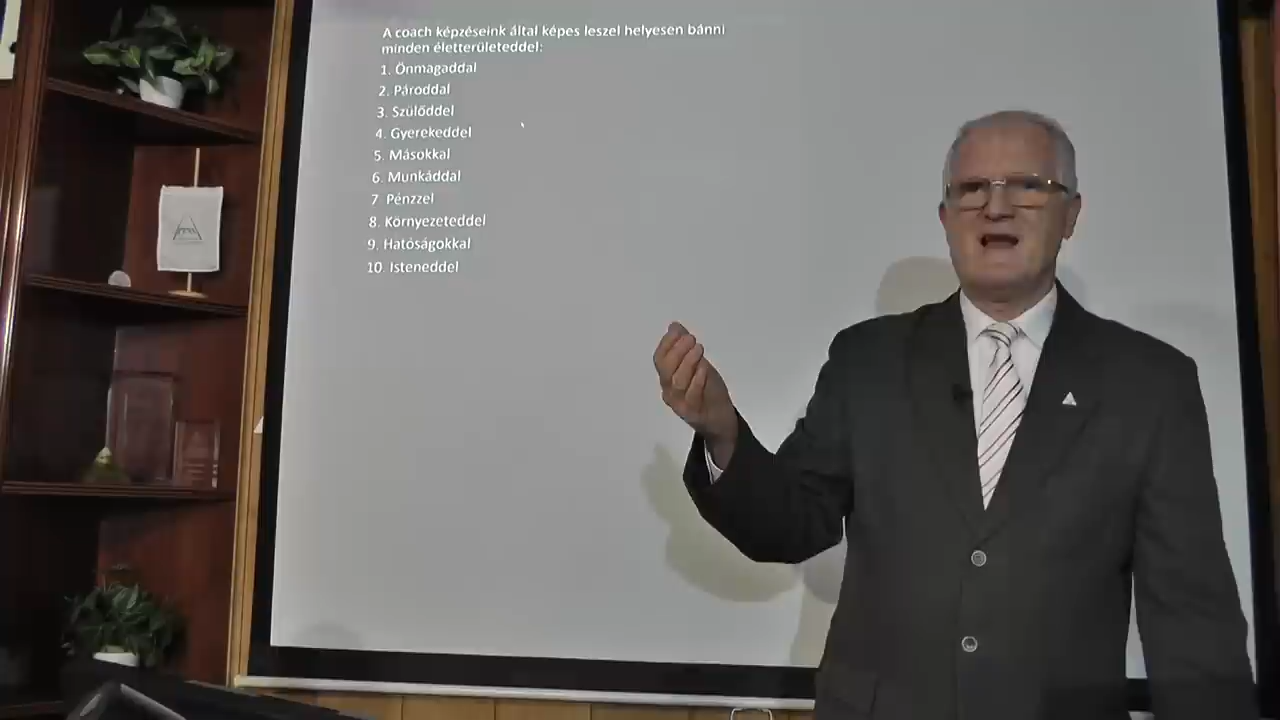 A coach képzéseink által képes leszel helyesen bánni
minden életterületeddel:
1. Önmagaddal
2. Pároddal
3. Szülőddel
4. Gyerekeddel
5. Másokkal
6. Munkáddal
7 Pénzzel
8. Környezeteddel
9. Hatóságokkal
10. Isteneddel